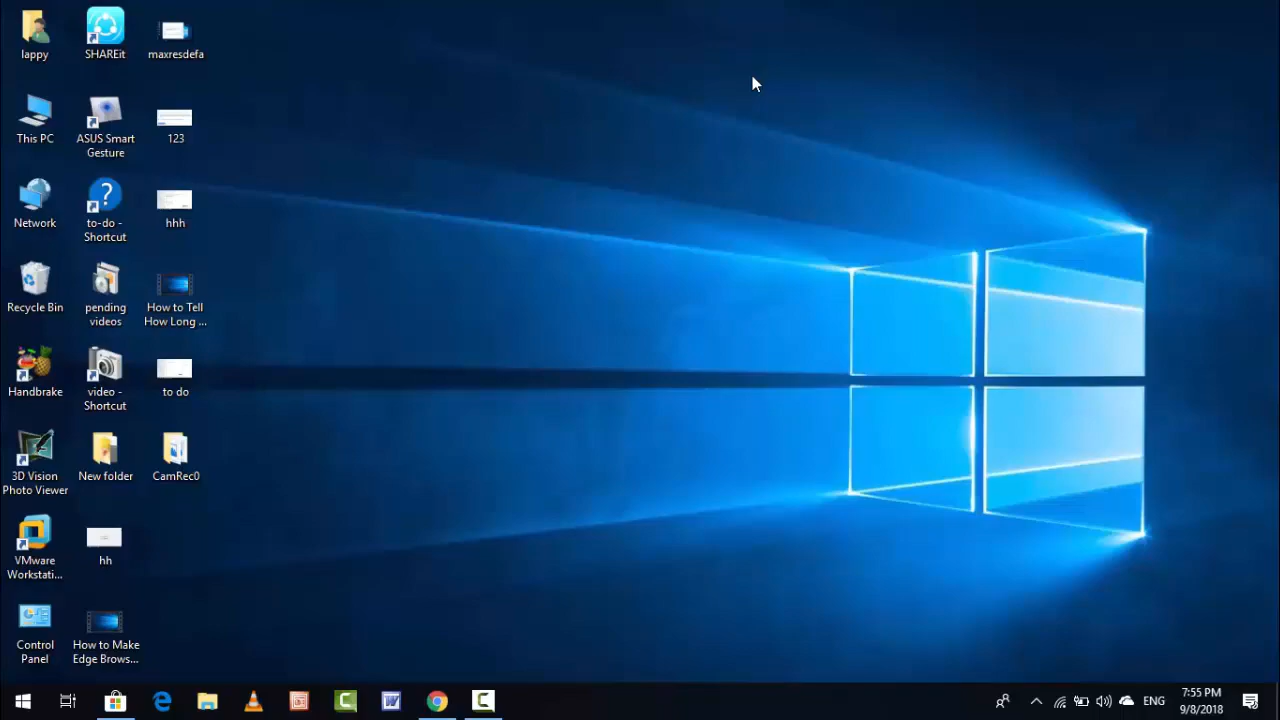 lappy
SHAREit
maxresdefa
This PC
ASUS Smart
Gesture
123
Network
to-do -
Shortcut
hhh
Recycle Bin
pending
videos
How to Tell
How Long ...
Handbrake
video -
Shortcut
to do
3D Vision
Photo Viewer
New folder
CamRec0
VMware
Workstati...
hh
Control
Panel
How to Make
Edge Brows...
ENG
7:55 PM
9/8/2018